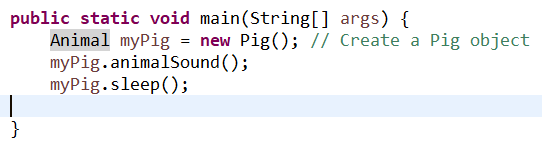 public static void main(String[] args) {
    Animal myPig = new Pig(); // Create a Pig object
    myPig.animalSound();
    myPig.sleep();
}